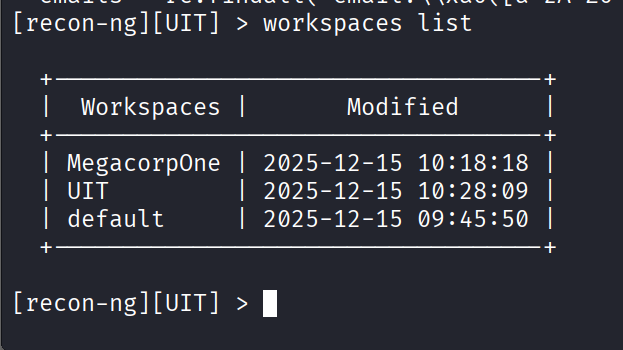 [recon-ng][UIT] > workspaces list
+-----------------------------------+
| Workspaces | Modified |
+-----------------------------------+
| MegacorpOne | 2025-12-15 10:18:18 |
| UIT | 2025-12-15 10:28:09 |
| default | 2025-12-15 09:45:50 |
+-----------------------------------+
[recon-ng][UIT] >